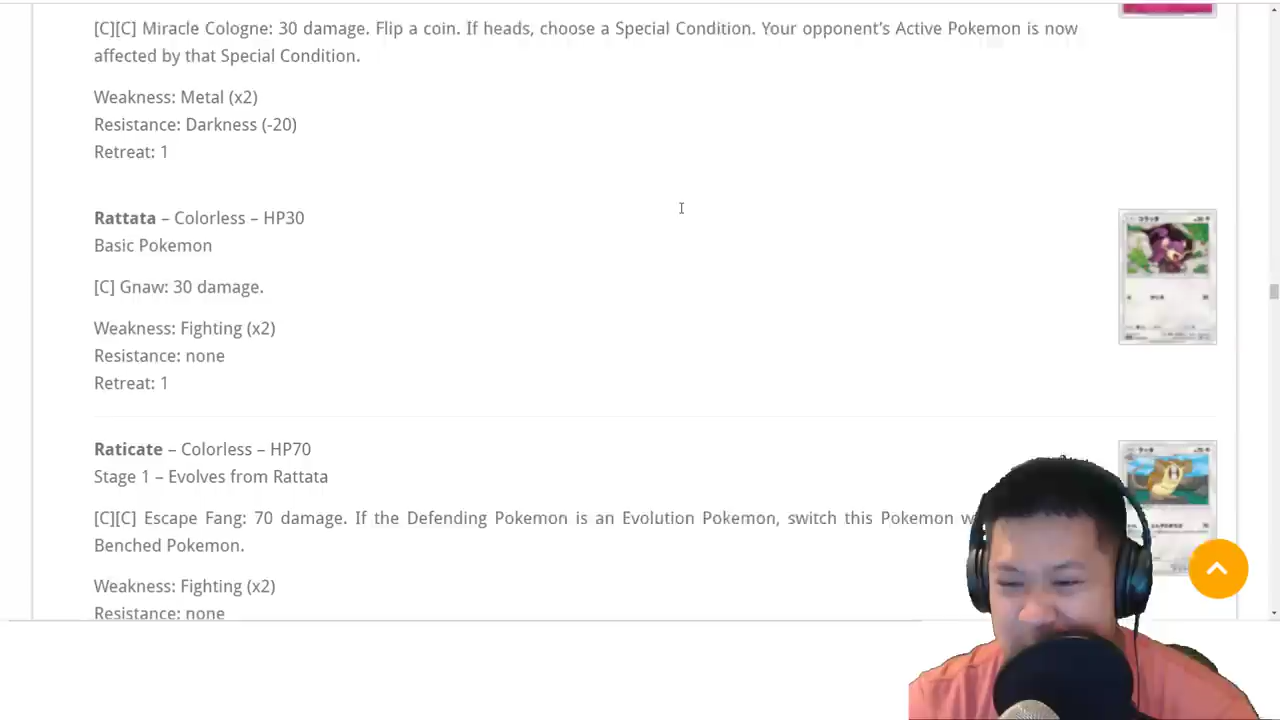 [C][C] Miracle Cologne: 30 damage. Flip a coin. If heads, choose a Special Condition. Your opponent's Active Pokemon is now
affected by that Special Condition.
Weakness: Metal (x2)
Resistance: Darkness (-20)
Retreat: 1
Rattata – Colorless – HP30
Basic Pokemon
[C] Gnaw: 30 damage.
Weakness: Fighting (x2)
Resistance: none
Retreat: 1
Raticate – Colorless – HP70
Stage 1 – Evolves from Rattata
[C][C] Escape Fang: 70 damage. If the Defending Pokemon is an Evolution Pokemon, switch this Pokemon
Benched Pokemon.
Weakness: Fighting (x2)
Resistance: none